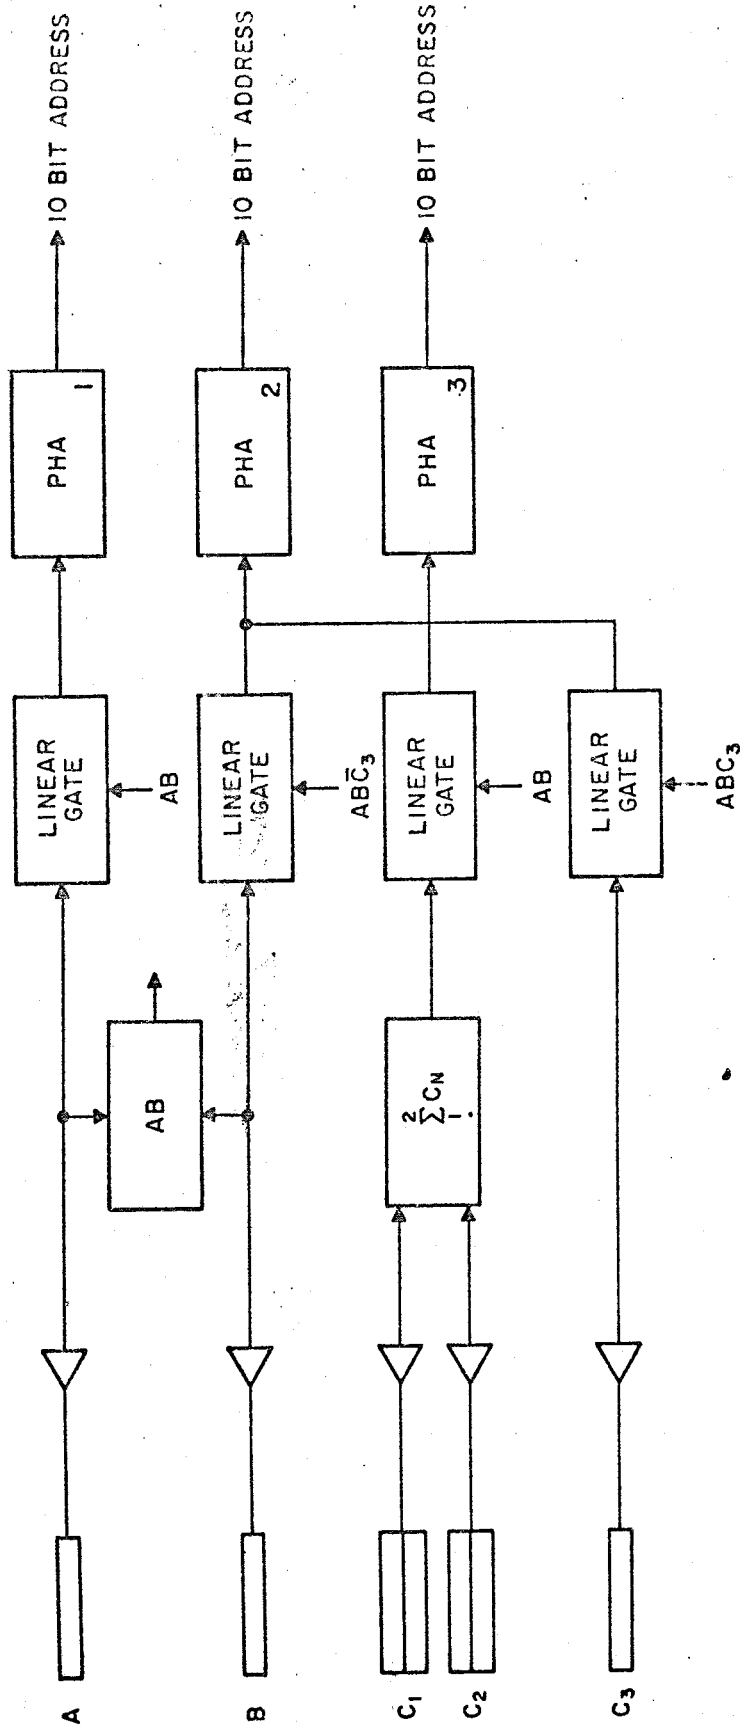 A
AB
LINEAR
GATE
AB
PHA
1
10 BIT ADDRESS
B
LINEAR
GATE
ABC̄₃
PHA
2
10 BIT ADDRESS
C₁
C₂
2
∑ C_N
1
LINEAR
GATE
AB
PHA
3
10 BIT ADDRESS
C₃
LINEAR
GATE
ABC₃